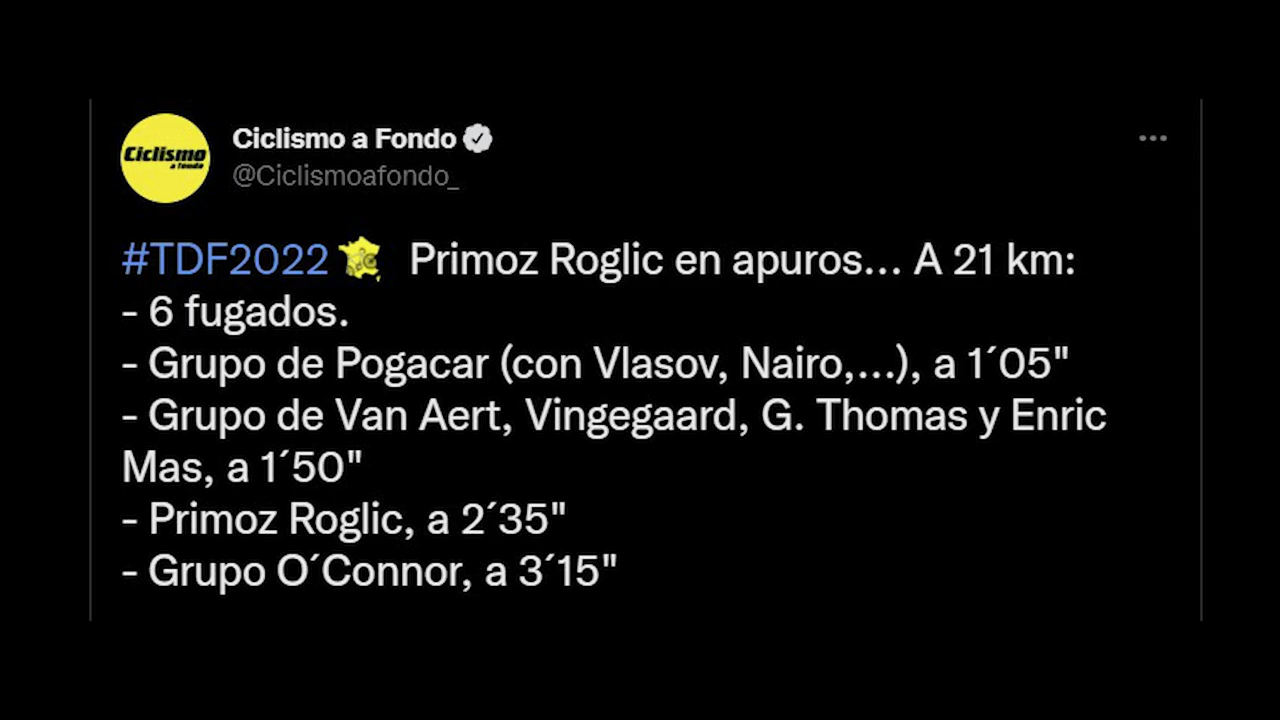 Ciclismo a fondo
Ciclismo a Fondo
@Ciclismoafondo_
#TDF2022 Primoz Roglic en apuros... A 21 km:
- 6 fugados.
- Grupo de Pogacar (con Vlasov, Nairo,...), a 1´05"
- Grupo de Van Aert, Vingegaard, G. Thomas y Enric
Mas, a 1´50"
- Primoz Roglic, a 2´35"
- Grupo O´Connor, a 3´15"